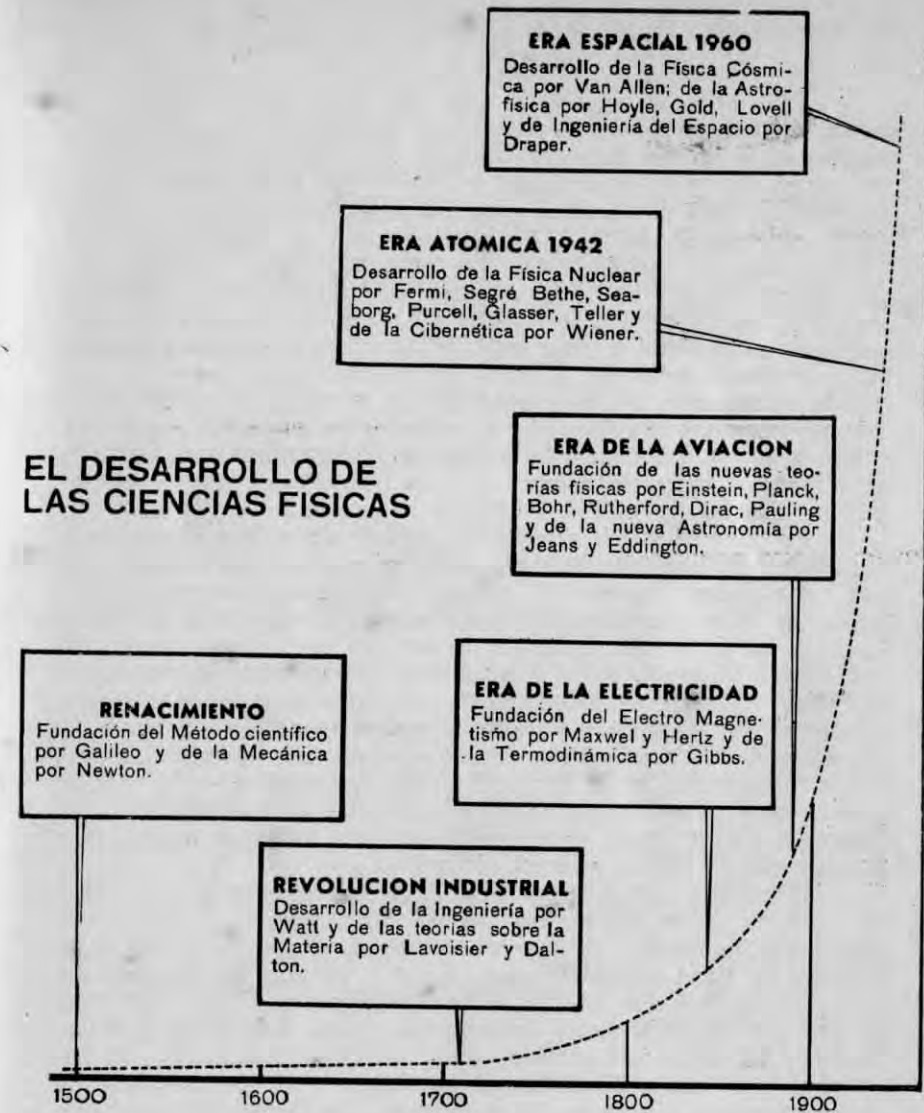 ERA ESPACIAL 1960
Desarrollo de la Física Cósmi-
ca por Van Allen; de la Astro-
física por Hoyle, Gold, Lovell
y de Ingeniería del Espacio por
Draper.
ERA ATOMICA 1942
Desarrollo de la Física Nuclear
por Fermi, Segré Bethe, Sea-
borg, Purcell, Glasser, Teller y
de la Cibernética por Wiener.
EL DESARROLLO DE
LAS CIENCIAS FISICAS
ERA DE LA AVIACION
Fundación de las nuevas teo-
rías físicas por Einstein, Planck,
Bohr, Rutherford, Dirac, Pauling
y de la nueva Astronomía por
Jeans y Eddington.
RENACIMIENTO
Fundación del Método científico
por Galileo y de la Mecánica
por Newton.
ERA DE LA ELECTRICIDAD
Fundación del Electro Magne-
tismo por Maxwel y Hertz y de
la Termodinámica por Gibbs.
REVOLUCION INDUSTRIAL
Desarrollo de la Ingeniería por
Watt y de las teorías sobre la
Materia por Lavoisier y Dal-
ton.
1500 1600 1700 1800 1900